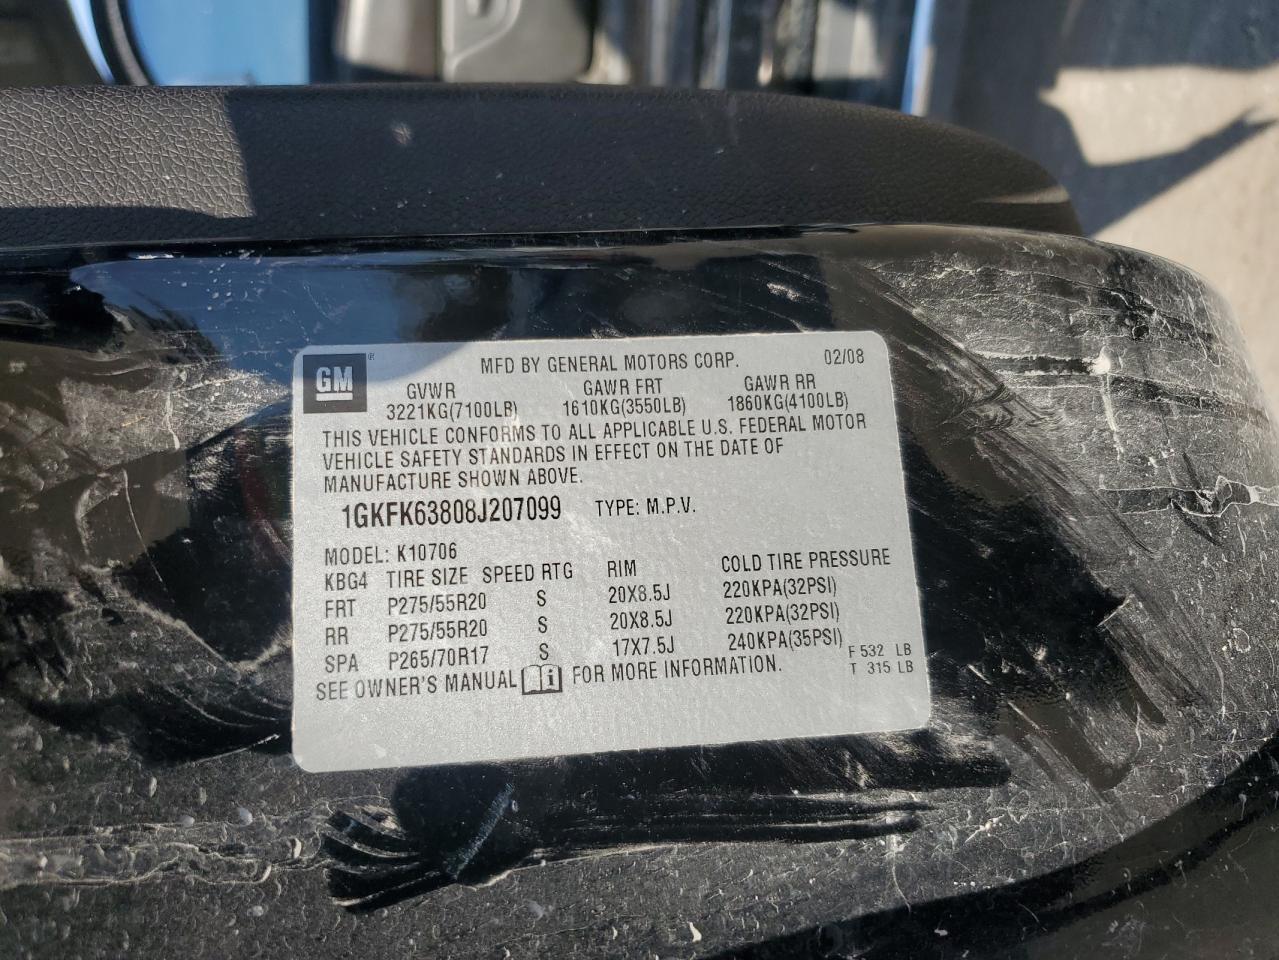 GM ® MFD BY GENERAL MOTORS CORP. 02/08
GVWR GAWR FRT GAWR RR
3221KG(7100LB) 1610KG(3550LB) 1860KG(4100LB)
THIS VEHICLE CONFORMS TO ALL APPLICABLE U.S. FEDERAL MOTOR
VEHICLE SAFETY STANDARDS IN EFFECT ON THE DATE OF
MANUFACTURE SHOWN ABOVE.
1GKFK63808J207099 TYPE: M.P.V.
MODEL: K10706
KBG4 TIRE SIZE SPEED RTG RIM COLD TIRE PRESSURE
FRT P275/55R20 S 20X8.5J 220KPA(32PSI)
RR P275/55R20 S 20X8.5J 220KPA(32PSI)
SPA P265/70R17 S 17X7.5J 240KPA(35PSI) F 532 LB
SEE OWNER'S MANUAL i FOR MORE INFORMATION. T 315 LB